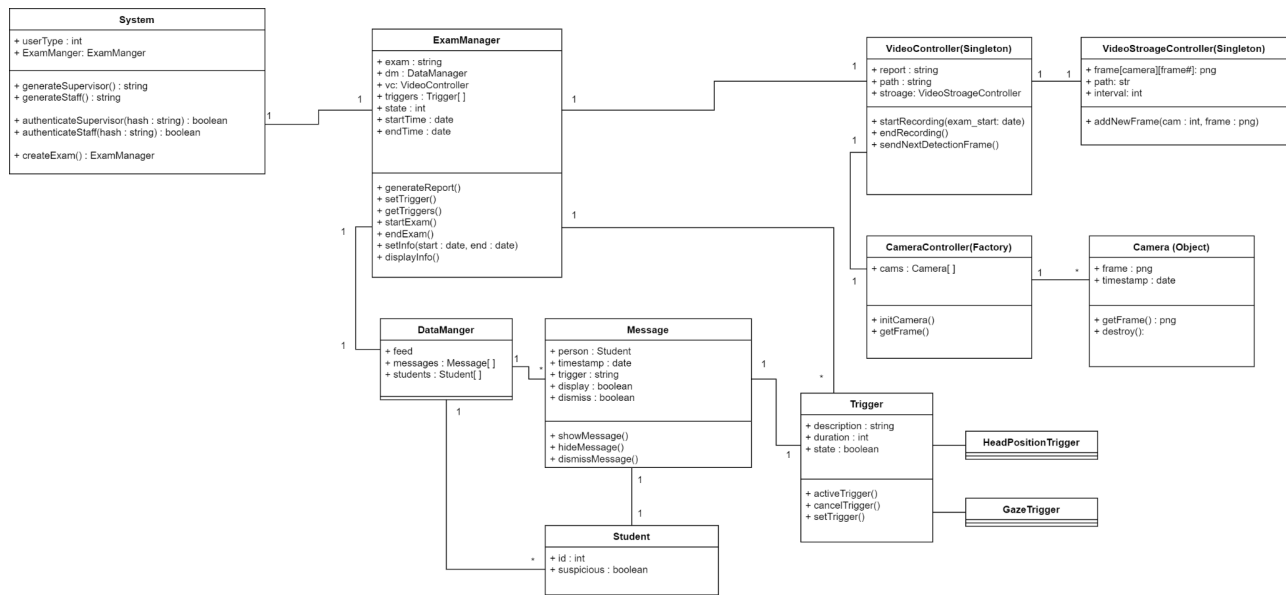 System
+ userType : int
+ ExamManger: ExamManger
+ generateSupervisor() : string
+ generateStaff() : string
+ authenticateSupervisor(hash : string) : boolean
+ authenticateStaff(hash : string) : boolean
+ createExam() : ExamManager
1
1
ExamManager
+ exam : string
+ dm : DataManager
+ vc: VideoController
+ triggers : Trigger[ ]
+ state : int
+ startTime : date
+ endTime : date
+ generateReport()
+ setTrigger()
+ getTriggers()
+ startExam()
+ endExam()
+ setInfo(start : date, end : date)
+ displayInfo()
1
1
1
1
VideoController(Singleton)
+ report : string
+ path : string
+ stroage: VideoStroageController
+ startRecording(exam_start: date)
+ endRecording()
+ sendNextDetectionFrame()
1
1
1
VideoStroageController(Singleton)
+ frame[camera][frame#]: png
+ path: str
+ interval: int
+ addNewFrame(cam : int, frame : png)
CameraController(Factory)
+ cams : Camera[ ]
+ initCamera()
+ getFrame()
1
1
*
Camera (Object)
+ frame : png
+ timestamp : date
+ getFrame() : png
+ destroy():
1
DataManger
+ feed
+ messages : Message[ ]
+ students : Student[ ]
1
1
*
Message
+ person : Student
+ timestamp : date
+ trigger : string
+ display : boolean
+ dismiss : boolean
+ showMessage()
+ hideMessage()
+ dismissMessage()
1
1
*
Trigger
+ description : string
+ duration : int
+ state : boolean
+ activeTrigger()
+ cancelTrigger()
+ setTrigger()
HeadPositionTrigger
GazeTrigger
1
1
*
Student
+ id : int
+ suspicious : boolean